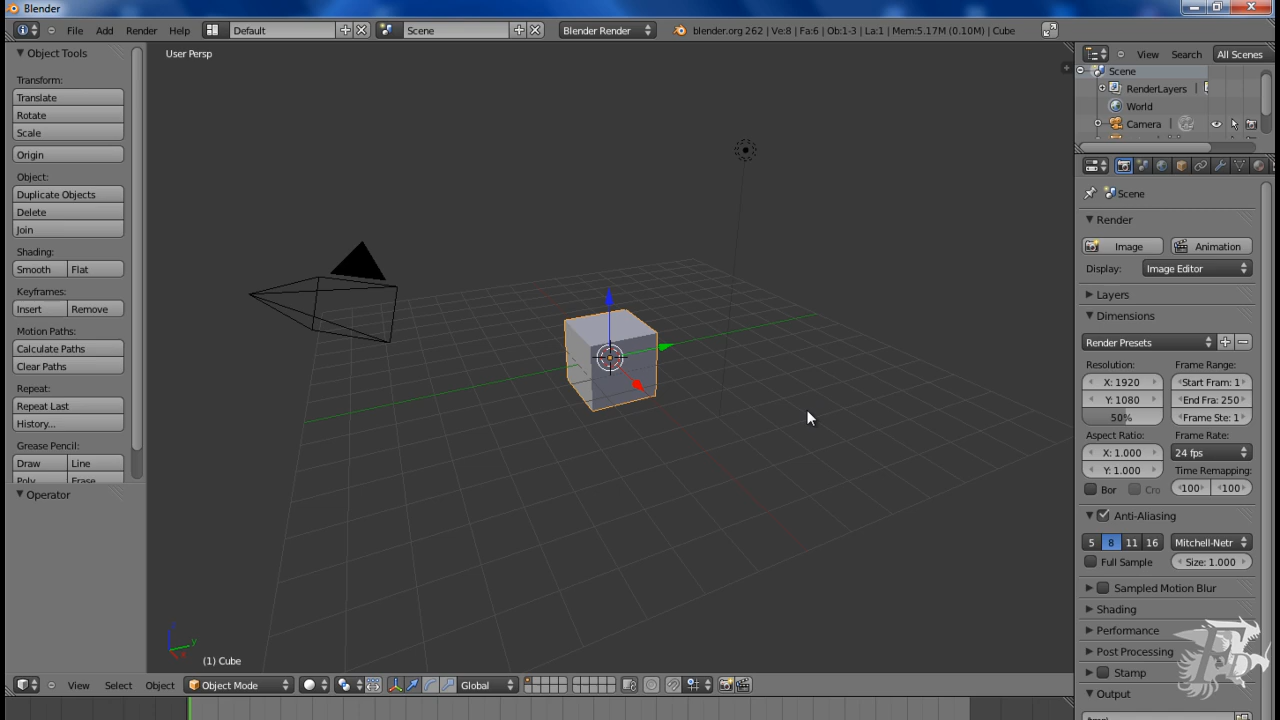 Blender
File Add Render Help Default Scene Blender Render blender.org 262 | Ve:8 | Fa:6 | Ob:1-3 | La:1 | Mem:5.17M (0.10M) | Cube
Object Tools
Transform:
Translate
Rotate
Scale
Origin
Object:
Duplicate Objects
Delete
Join
Shading:
Smooth Flat
Keyframes:
Insert Remove
Motion Paths:
Calculate Paths
Clear Paths
Repeat:
Repeat Last
History...
Grease Pencil:
Draw Line
Poly Erase
Operator
User Persp
z
y
x
(1) Cube
View Select Object Object Mode Global
View Search All Scenes
Scene
RenderLayers |
World
Camera |
Scene
Render
Image Animation
Display: Image Editor
Layers
Dimensions
Render Presets
Resolution: Frame Range:
X: 1920 Start Fram: 1
Y: 1080 End Fra: 250
50% Frame Ste: 1
Aspect Ratio: Frame Rate:
X: 1.000 24 fps
Y: 1.000 Time Remapping:
Bor Cro 100 100
Anti-Aliasing
5 8 11 16 Mitchell-Netr
Full Sample Size: 1.000
Sampled Motion Blur
Shading
Performance
Post Processing
Stamp
Output